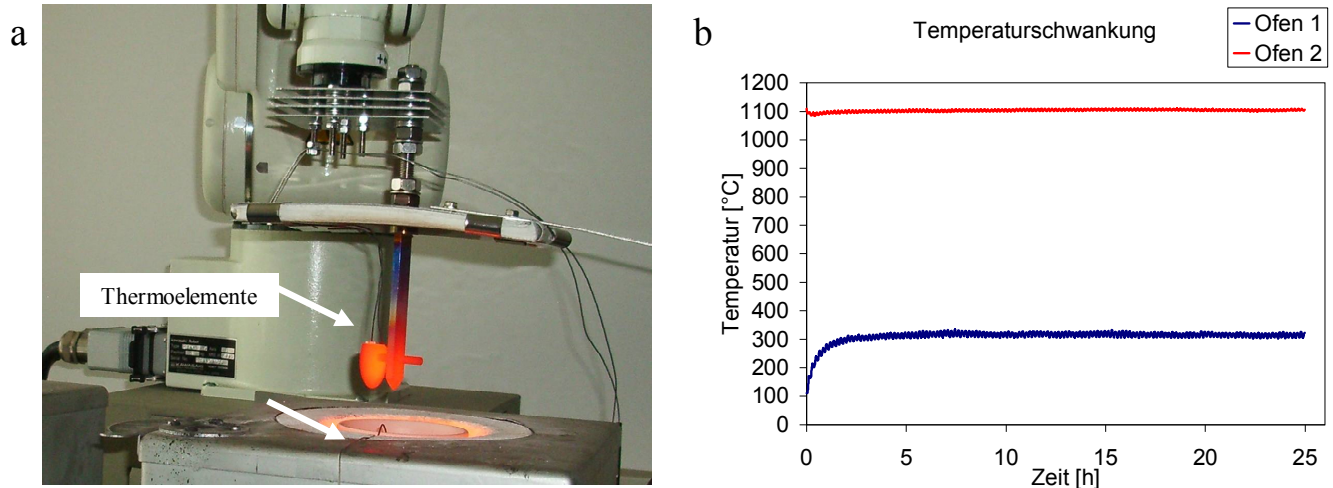 a
Thermoelemente
b
Temperaturschwankung
Ofen 1
Ofen 2
Temperatur [°C]
1200
1100
1000
900
800
700
600
500
400
300
200
100
0
0 5 10 15 20 25
Zeit [h]